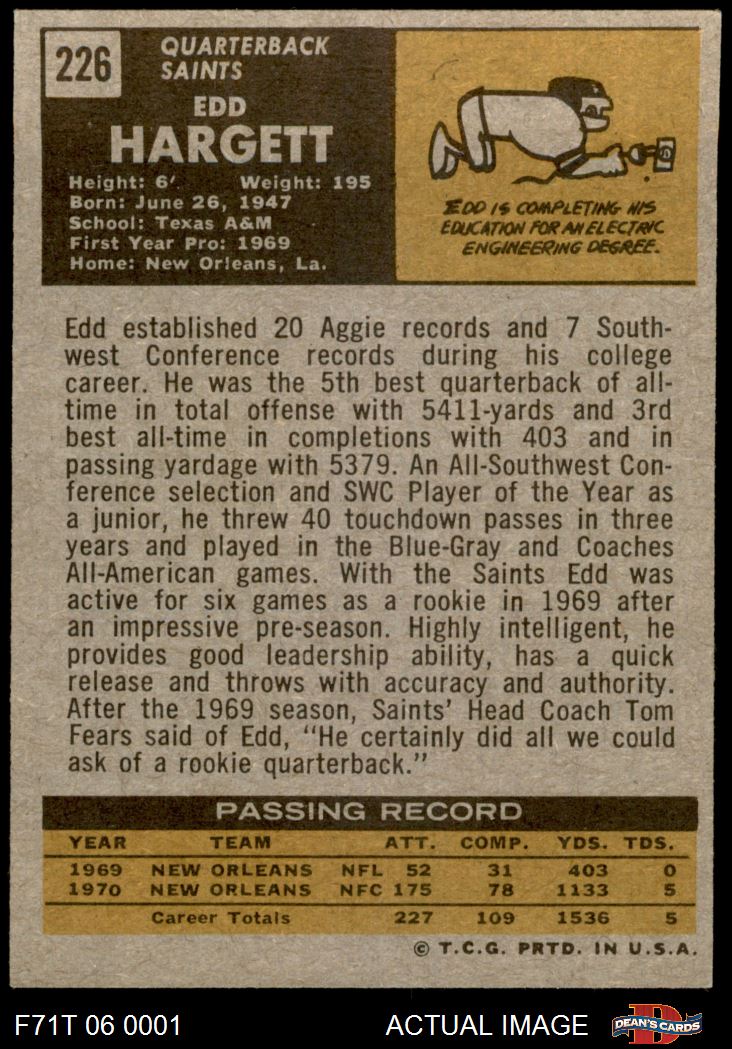 226
QUARTERBACK
SAINTS
EDD
HARGETT
Height: 6' Weight: 195
Born: June 26, 1947
School: Texas A&M
First Year Pro: 1969
Home: New Orleans, La.
EDD IS COMPLETING HIS
EDUCATION FOR AN ELECTRIC
ENGINEERING DEGREE.
Edd established 20 Aggie records and 7 South-
west Conference records during his college
career. He was the 5th best quarterback of all-
time in total offense with 5411-yards and 3rd
best all-time in completions with 403 and in
passing yardage with 5379. An All-Southwest Con-
ference selection and SWC Player of the Year as
a junior, he threw 40 touchdown passes in three
years and played in the Blue-Gray and Coaches
All-American games. With the Saints Edd was
active for six games as a rookie in 1969 after
an impressive pre-season. Highly intelligent, he
provides good leadership ability, has a quick
release and throws with accuracy and authority.
After the 1969 season, Saints' Head Coach Tom
Fears said of Edd, "He certainly did all we could
ask of a rookie quarterback."
PASSING RECORD
YEAR TEAM ATT. COMP. YDS. TDS.
1969 NEW ORLEANS NFL 52 31 403 0
1970 NEW ORLEANS NFC 175 78 1133 5
Career Totals 227 109 1536 5
© T.C.G. PRTD. IN U.S.A.
F71T 06 0001 ACTUAL IMAGE DEAN'S CARDS